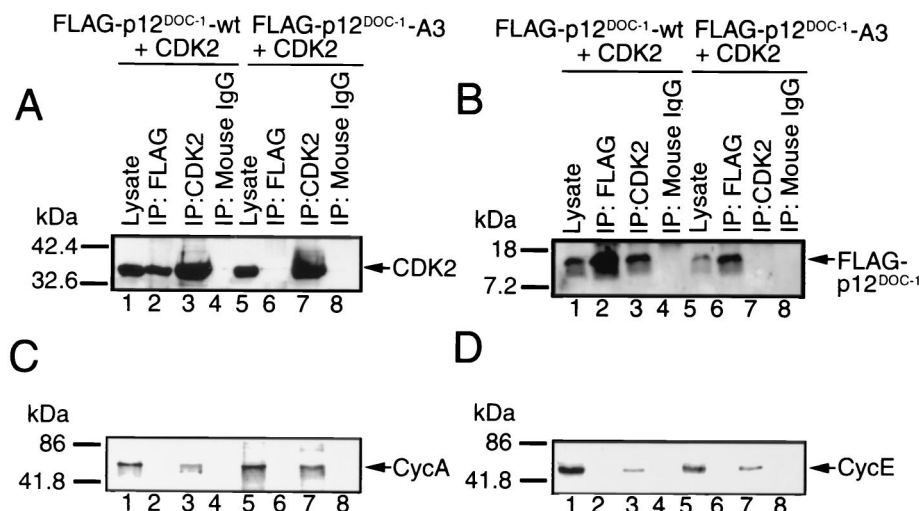 FLAG-p12DOC-1-wt FLAG-p12DOC-1-A3
+ CDK2 + CDK2
A
Lysate
IP: FLAG
IP:CDK2
IP: Mouse IgG
Lysate
IP: FLAG
IP:CDK2
IP: Mouse IgG
kDa
42.4
32.6
CDK2
1 2 3 4 5 6 7 8
FLAG-p12DOC-1-wt FLAG-p12DOC-1-A3
+ CDK2 + CDK2
B
Lysate
IP: FLAG
IP:CDK2
IP: Mouse IgG
Lysate
IP: FLAG
IP:CDK2
IP: Mouse IgG
kDa
18
7.2
FLAG-
p12DOC-1
1 2 3 4 5 6 7 8
C
kDa
86
41.8
CycA
1 2 3 4 5 6 7 8
D
kDa
86
41.8
CycE
1 2 3 4 5 6 7 8